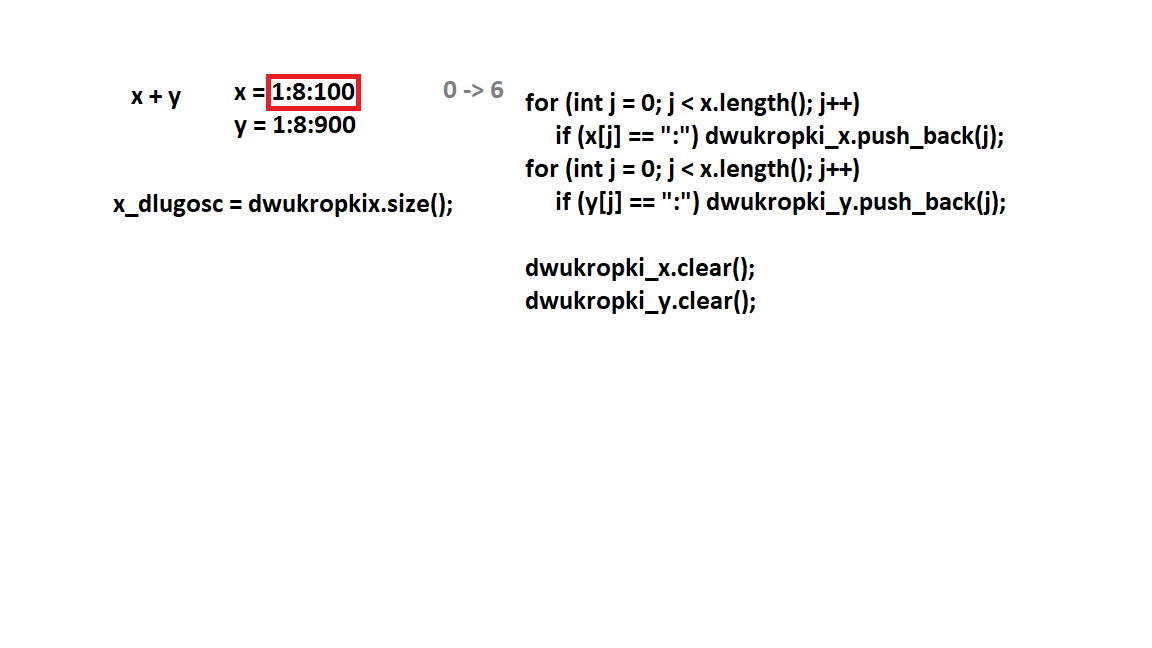 x + y
x = 1:8:100
y = 1:8:900
x_dlugosc = dwukropkix.size();
0 -> 6
for (int j = 0; j < x.length(); j++)
if (x[j] == ":") dwukropki_x.push_back(j);
for (int j = 0; j < x.length(); j++)
if (y[j] == ":") dwukropki_y.push_back(j);
dwukropki_x.clear();
dwukropki_y.clear();